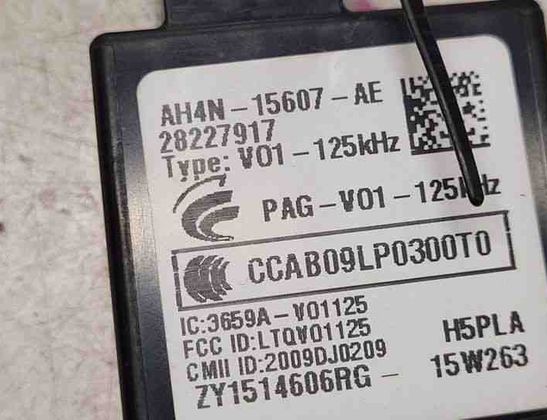 AH4N-15607-AE
28227917
Type: V01-125kHz
PAG-V01-125kHz
CCAB09LP0300T0
IC:3659A-V01125
FCC ID:LTQV01125
CMII ID:2009DJ0209
H5PLA
ZY1514606RG- 15W263